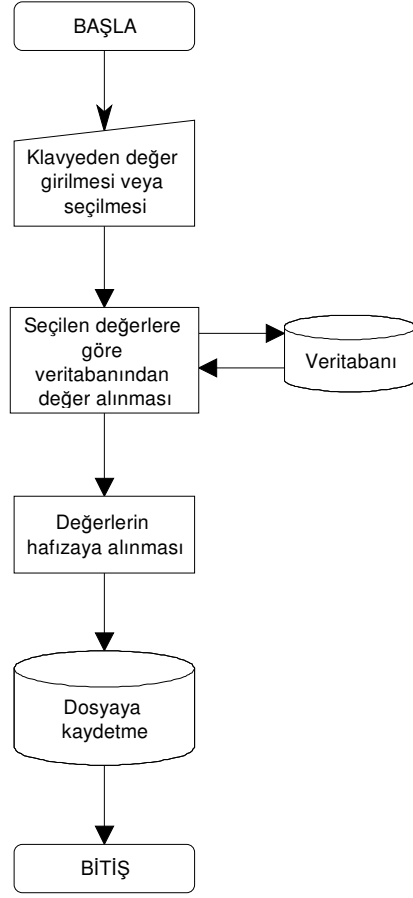 BAŞLA
Klavyeden değer
girilmesi veya
seçilmesi
Seçilen değerlere
göre
veritabanından
değer alınması
Veritabanı
Değerlerin
hafızaya alınması
Dosyaya
kaydetme
BİTİŞ